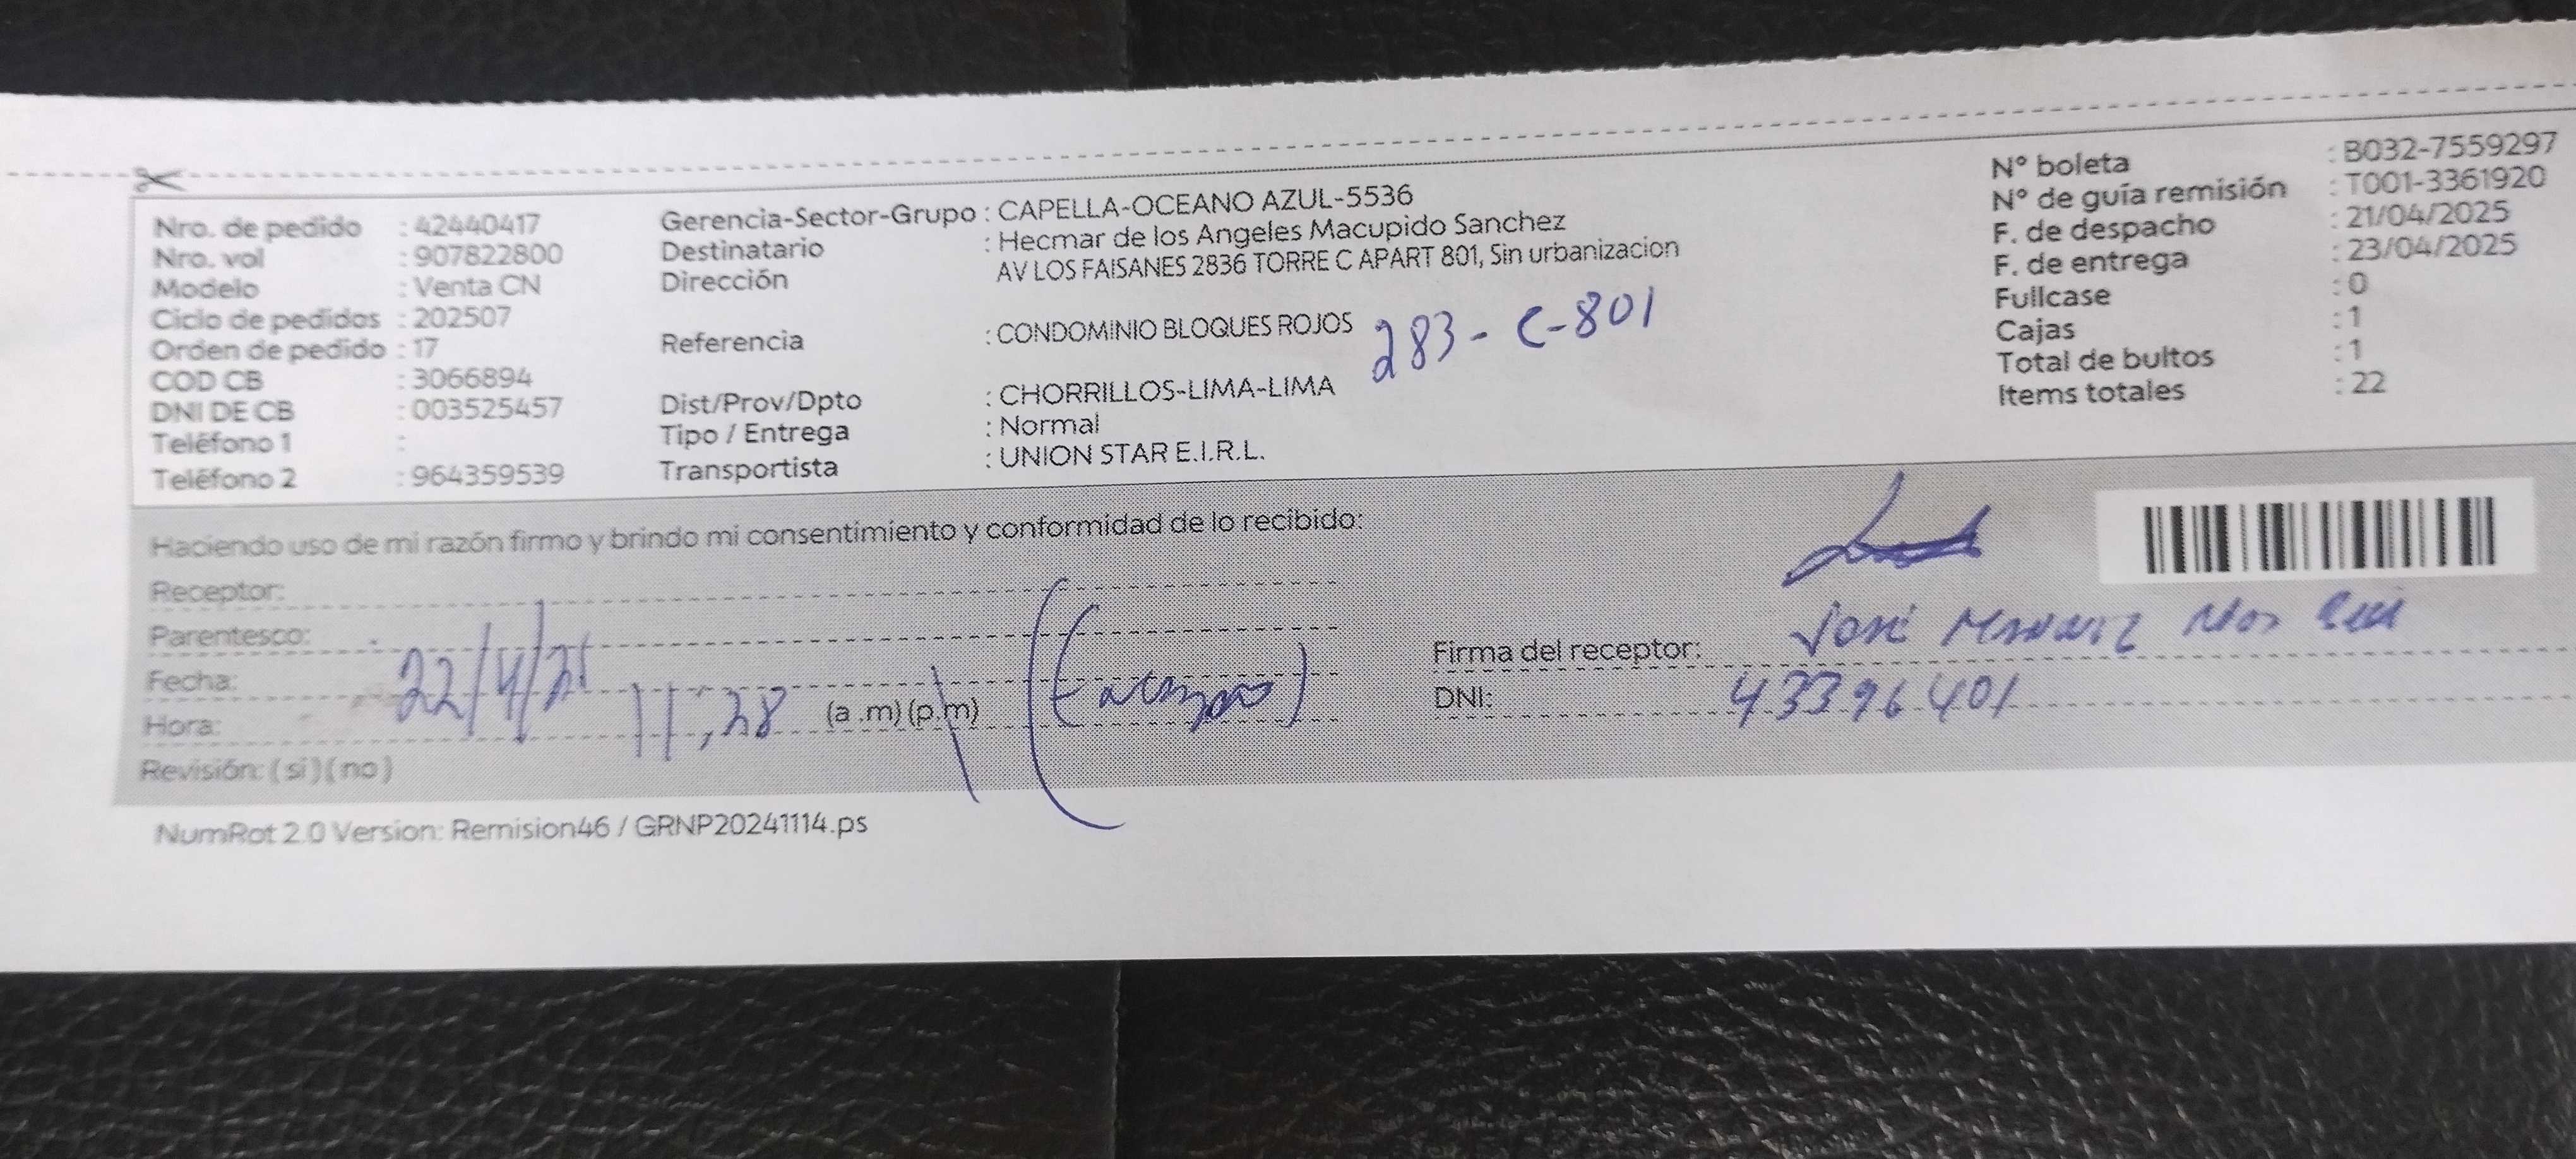 Nro. de pedido : 42440417
Nro. vol : 907822800
Modelo : Venta CN
Ciclo de pedidos : 202507
Orden de pedido : 17
COD CB : 3066894
DNI DE CB : 003525457
Teléfono 1 :
Teléfono 2 : 964359539
Gerencia-Sector-Grupo : CAPELLA-OCEANO AZUL-5536
Destinatario : Hecmar de los Angeles Macupido Sanchez
Dirección AV LOS FAISANES 2836 TORRE C APART 801, Sin urbanizacion
Referencia : CONDOMINIO BLOQUES ROJOS
283-C-801
Dist/Prov/Dpto : CHORRILLOS-LIMA-LIMA
Tipo / Entrega : Normal
Transportista : UNION STAR E.I.R.L.
N° boleta : B032-7559297
N° de guía remisión : T001-3361920
F. de despacho : 21/04/2025
F. de entrega : 23/04/2025
Fullcase : 0
Cajas : 1
Total de bultos : 1
Items totales : 22
Haciendo uso de mi razón firmo y brindo mi consentimiento y conformidad de lo recibido:
Receptor:
Parentesco:
Fecha: 22/4/25
Hora: 11:28 (a .m) (p.m)
Revisión: (si) (no)
Firma del receptor: José
DNI: 43396401
NumRot 2.0 Version: Remision46 / GRNP20241114.ps